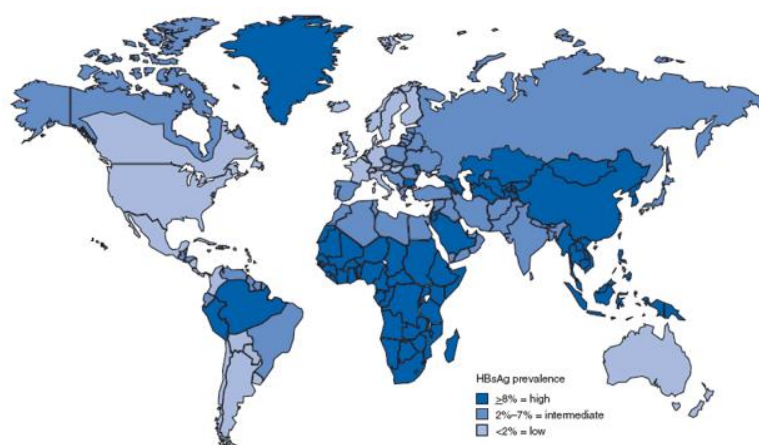 HBsAg prevalence
≥8% = high
2%–7% = intermediate
<2% = low